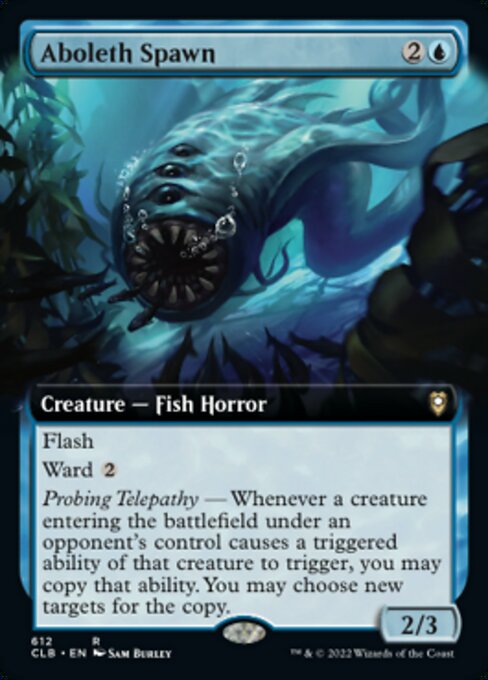 Aboleth Spawn 2
Creature — Fish Horror
Flash
Ward 2
Probing Telepathy — Whenever a creature
entering the battlefield under an
opponent's control causes a triggered
ability of that creature to trigger, you may
copy that ability. You may choose new
targets for the copy.
2/3
612 R
CLB • EN Sam Burley
™ & © 2022 Wizards of the Coast